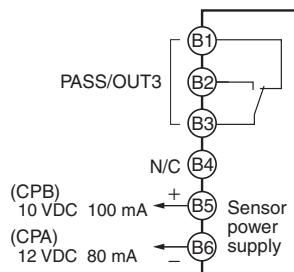 B1
PASS/OUT3
B2
B3
N/C
B4
(CPB)
10 VDC 100 mA
+
B5
Sensor
power
supply
(CPA)
12 VDC 80 mA
−
B6